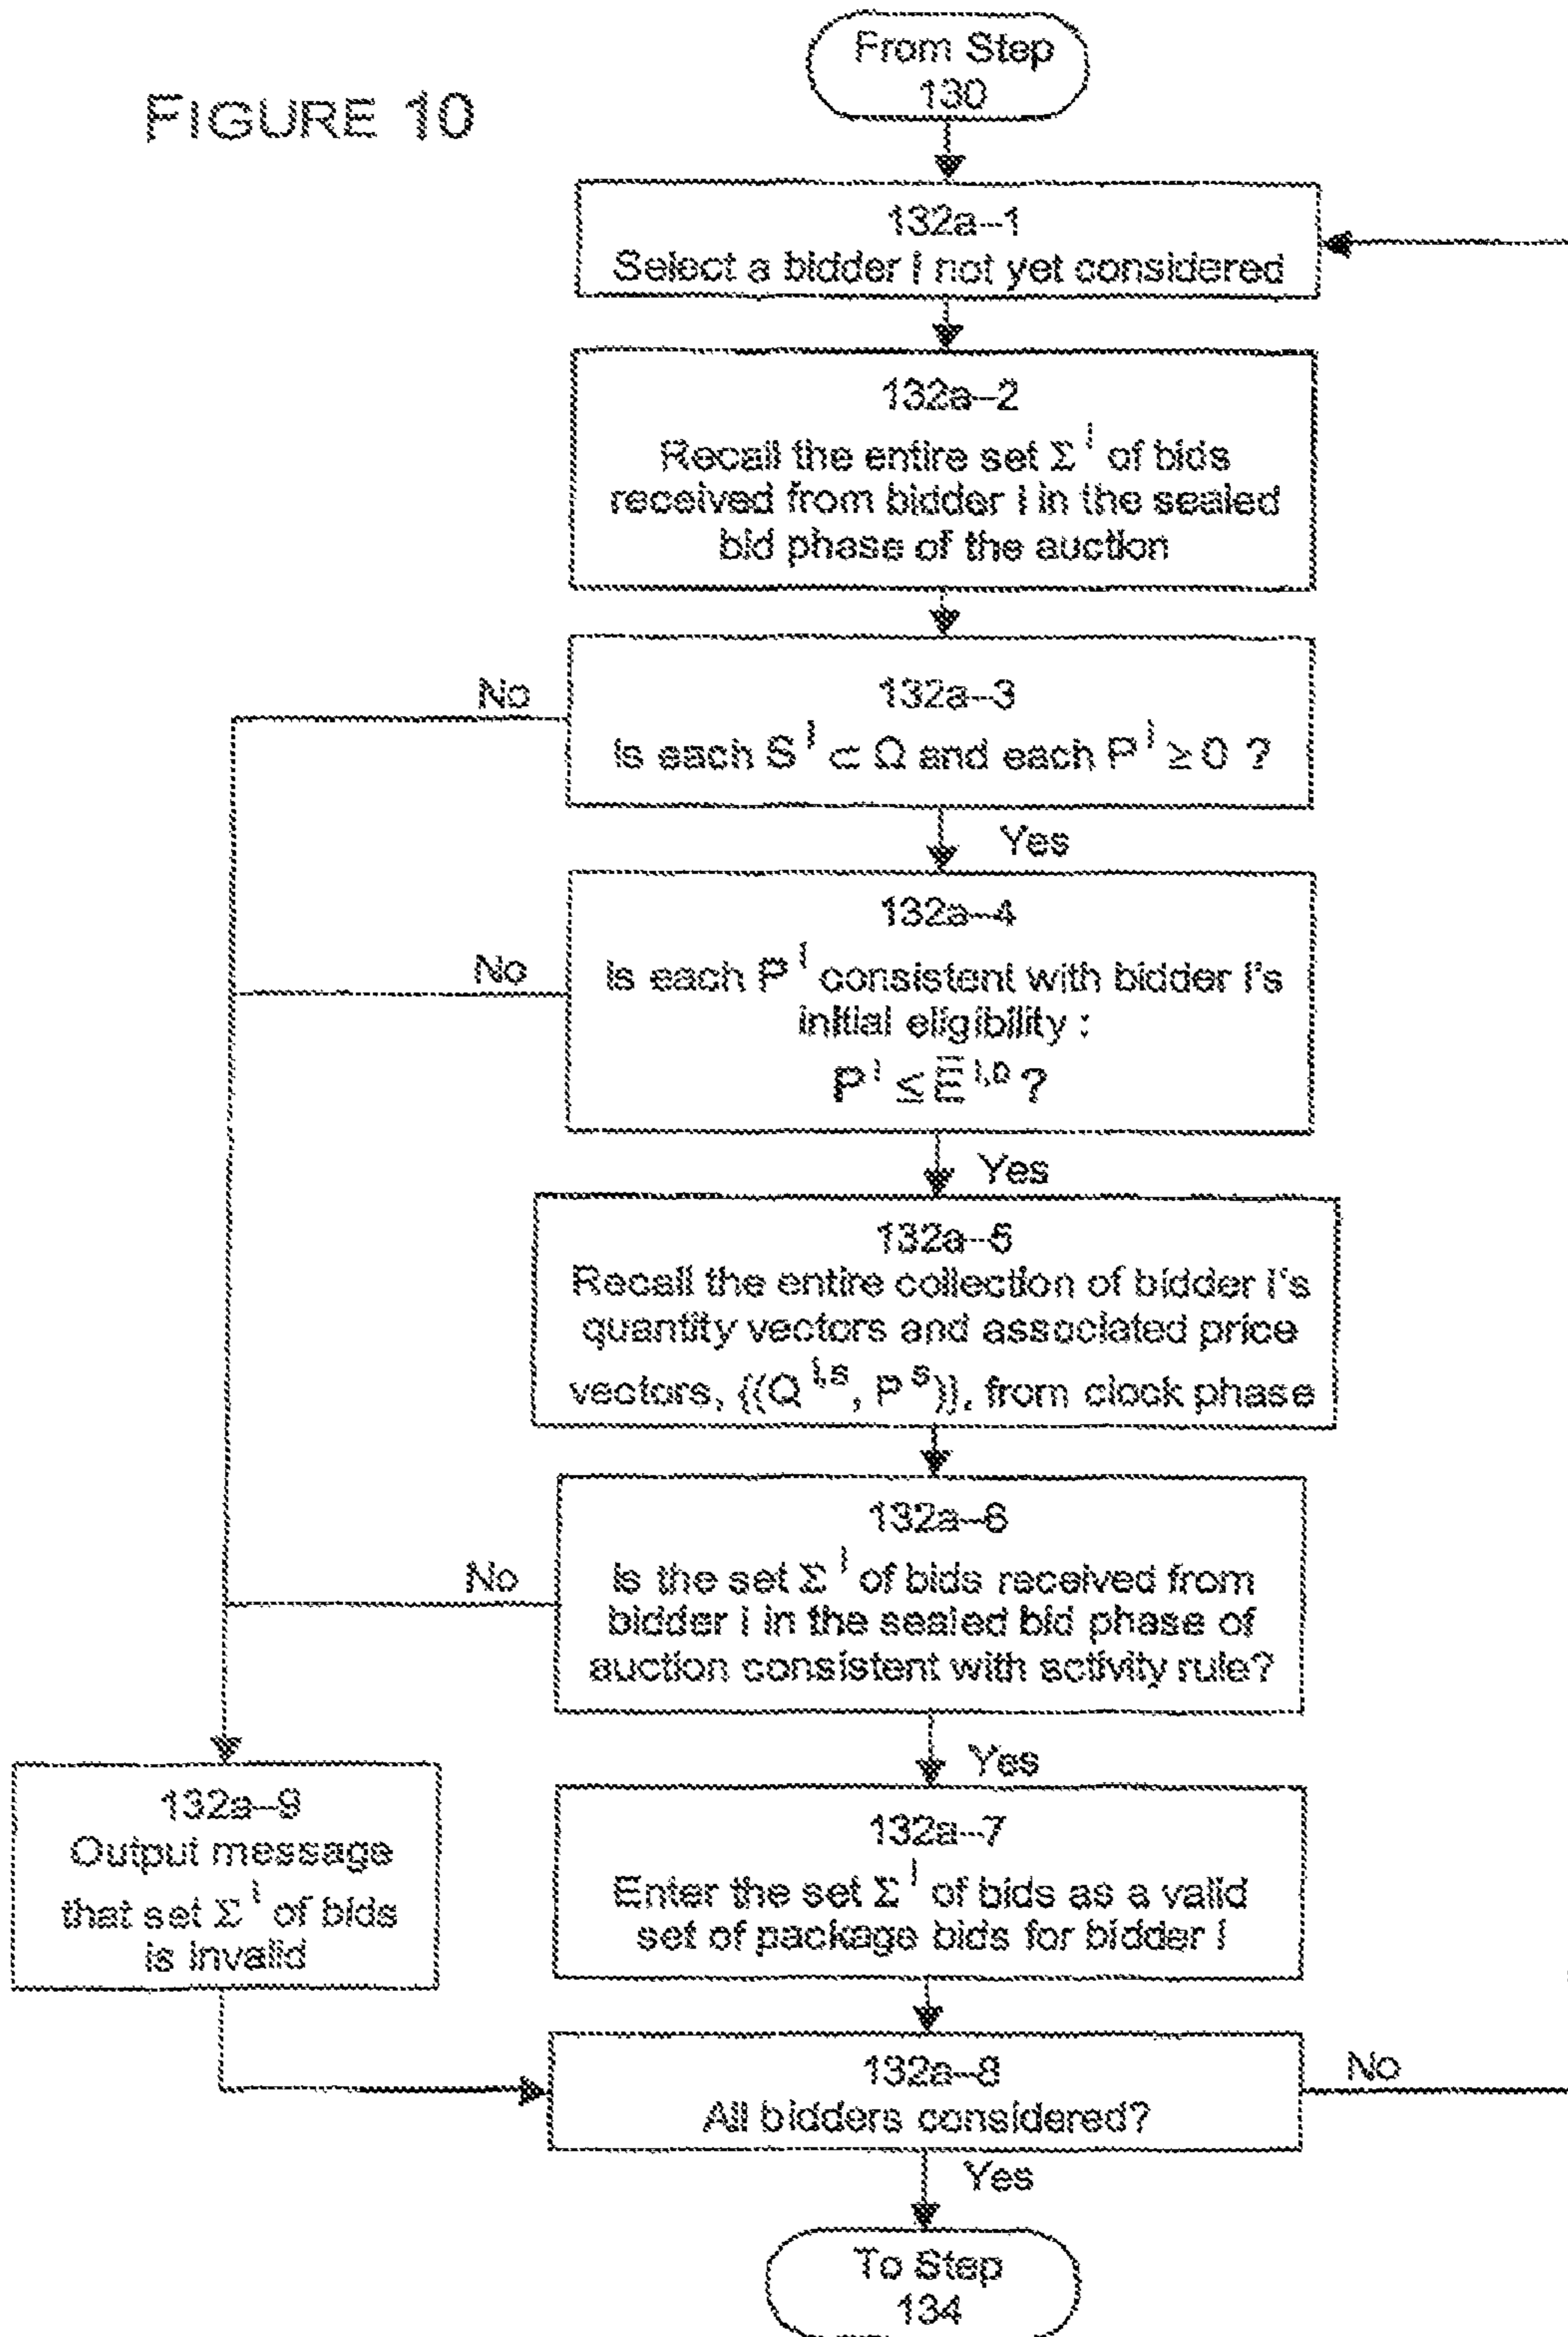 FIGURE 10
From Step
130
132a--1
Select a bidder i not yet considered
132a--2
Recall the entire set Σ^i of bids
received from bidder i in the sealed
bid phase of the auction
132a--3
Is each S^i ⊂ Ω and each P^i ≥ 0 ?
No
Yes
132a--4
Is each P^i consistent with bidder i's
initial eligibility :
P^i ≤ Ē^i,0 ?
No
Yes
132a--5
Recall the entire collection of bidder i's
quantity vectors and associated price
vectors, {(Q^i,s, P^s)}, from clock phase
132a--6
Is the set Σ^i of bids received from
bidder i in the sealed bid phase of
auction consistent with activity rule?
No
Yes
132a--9
Output message
that set Σ^i of bids
is invalid
132a--7
Enter the set Σ^i of bids as a valid
set of package bids for bidder i
132a--8
All bidders considered?
No
Yes
To Step
134